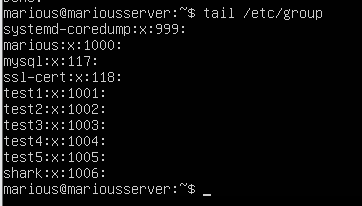 marious@mariousserver:~$ tail /etc/group
systemd-coredump:x:999:
marious:x:1000:
mysql:x:117:
ssl-cert:x:118:
test1:x:1001:
test2:x:1002:
test3:x:1003:
test4:x:1004:
test5:x:1005:
shark:x:1006:
marious@mariousserver:~$ _